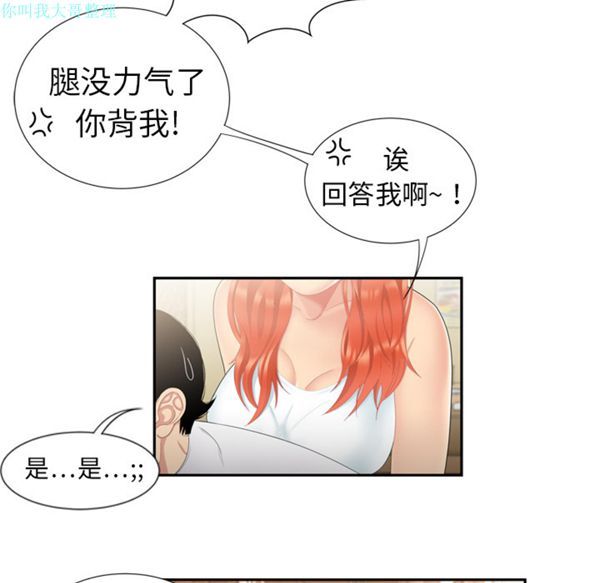 你叫我大哥整理
腿没力气了
你背我!
诶
回答我啊~！
是...是...;;